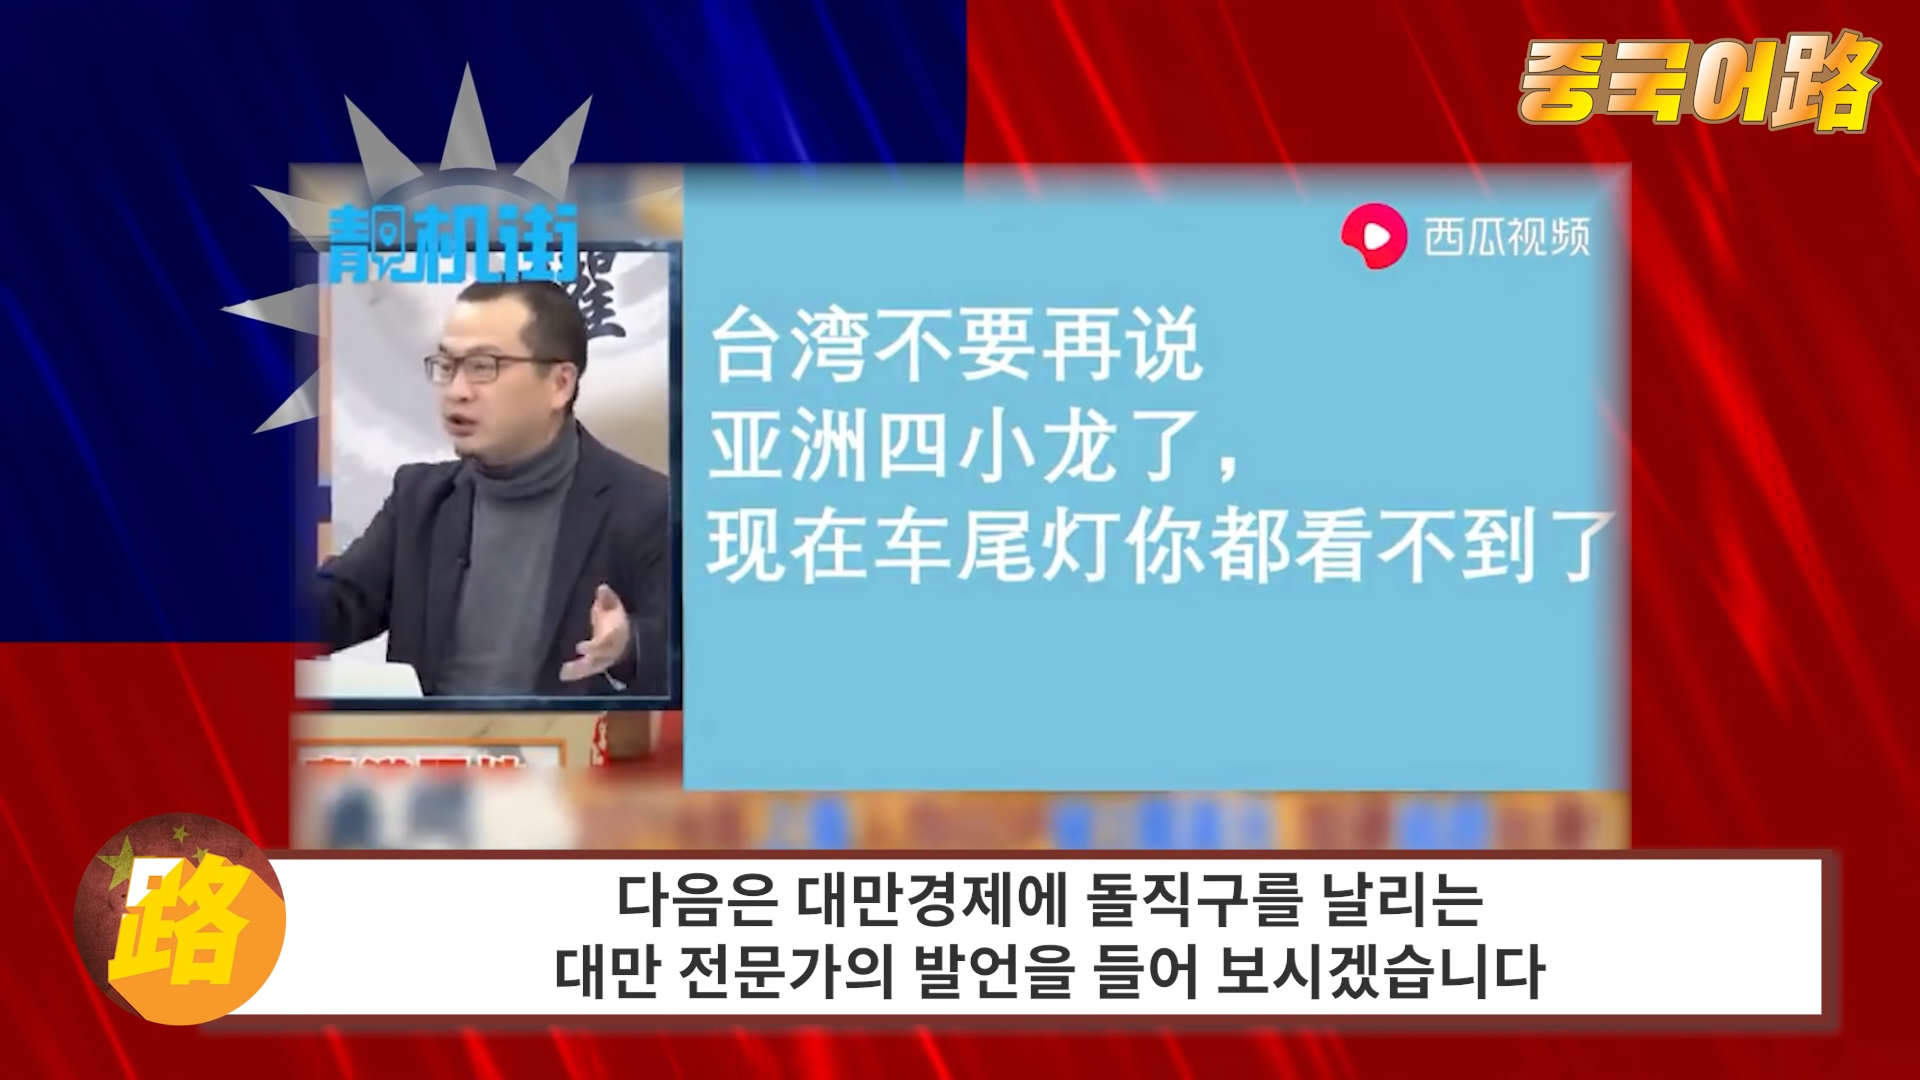 중국어路
靓机街
西瓜视频
台湾不要再说
亚洲四小龙了，
现在车尾灯你都看不到了
路
다음은 대만경제에 돌직구를 날리는
대만 전문가의 발언을 들어 보시겠습니다